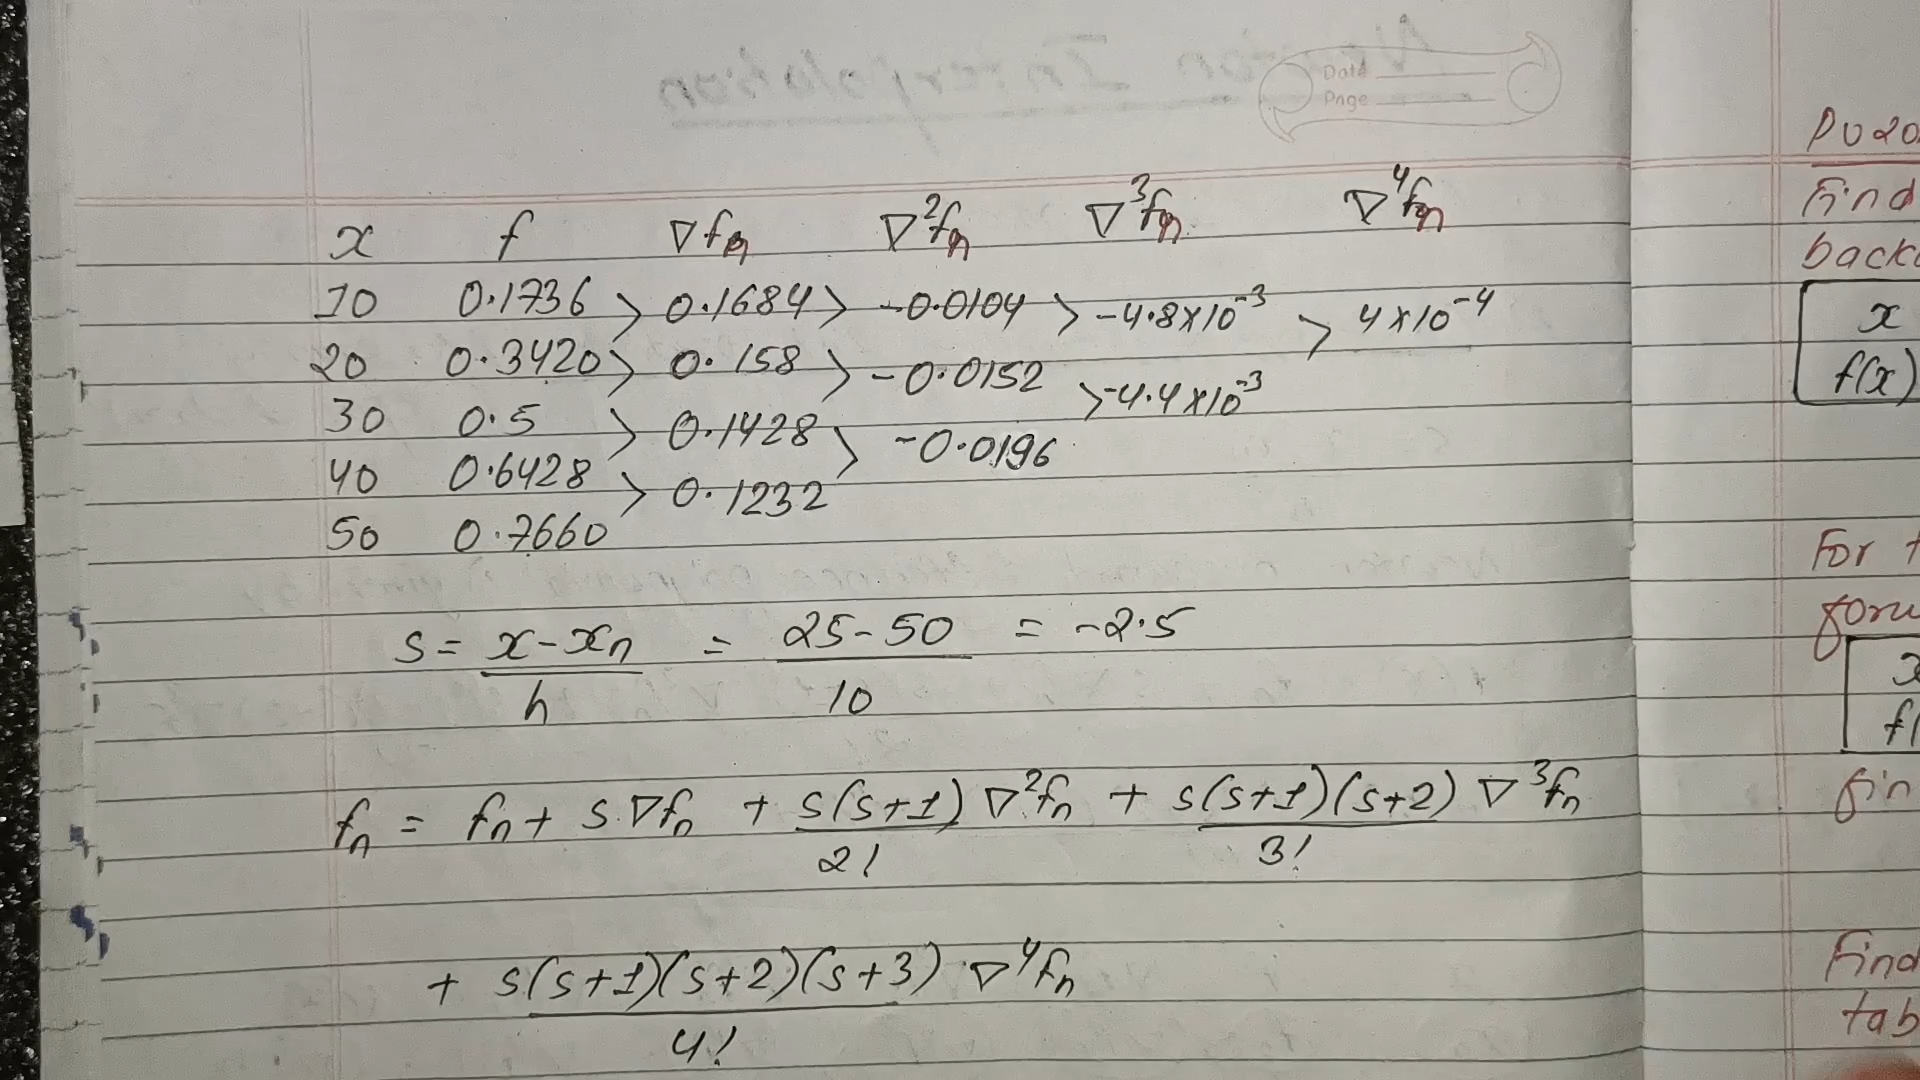 Date
Page
x f ∇fₙ ∇²fₙ ∇³fₙ ∇⁴fₙ
10 0.1736 > 0.1684 > -0.0104 > -4.8×10⁻³ > 4×10⁻⁴
20 0.3420 > 0.158 > -0.0152 > -4.4×10⁻³
30 0.5 > 0.1428 > -0.0196
40 0.6428 > 0.1232
50 0.7660
s = x-xₙ / h = 25-50 / 10 = -2.5
fₙ = fₙ + s.∇fₙ + s(s+1)/2! ∇²fₙ + s(s+1)(s+2)/3! ∇³fₙ
+ s(s+1)(s+2)(s+3)/4! ∇⁴fₙ
Find
x
f(x)
For
x
Find